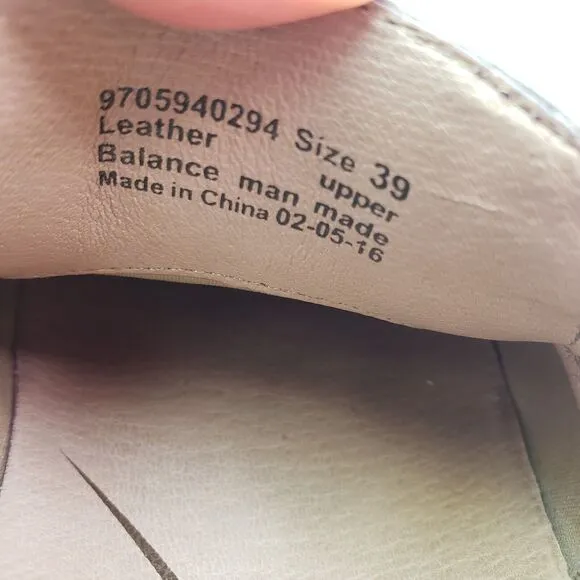 9705940294 Size 39
Leather upper
Balance man made
Made in China 02-05-16